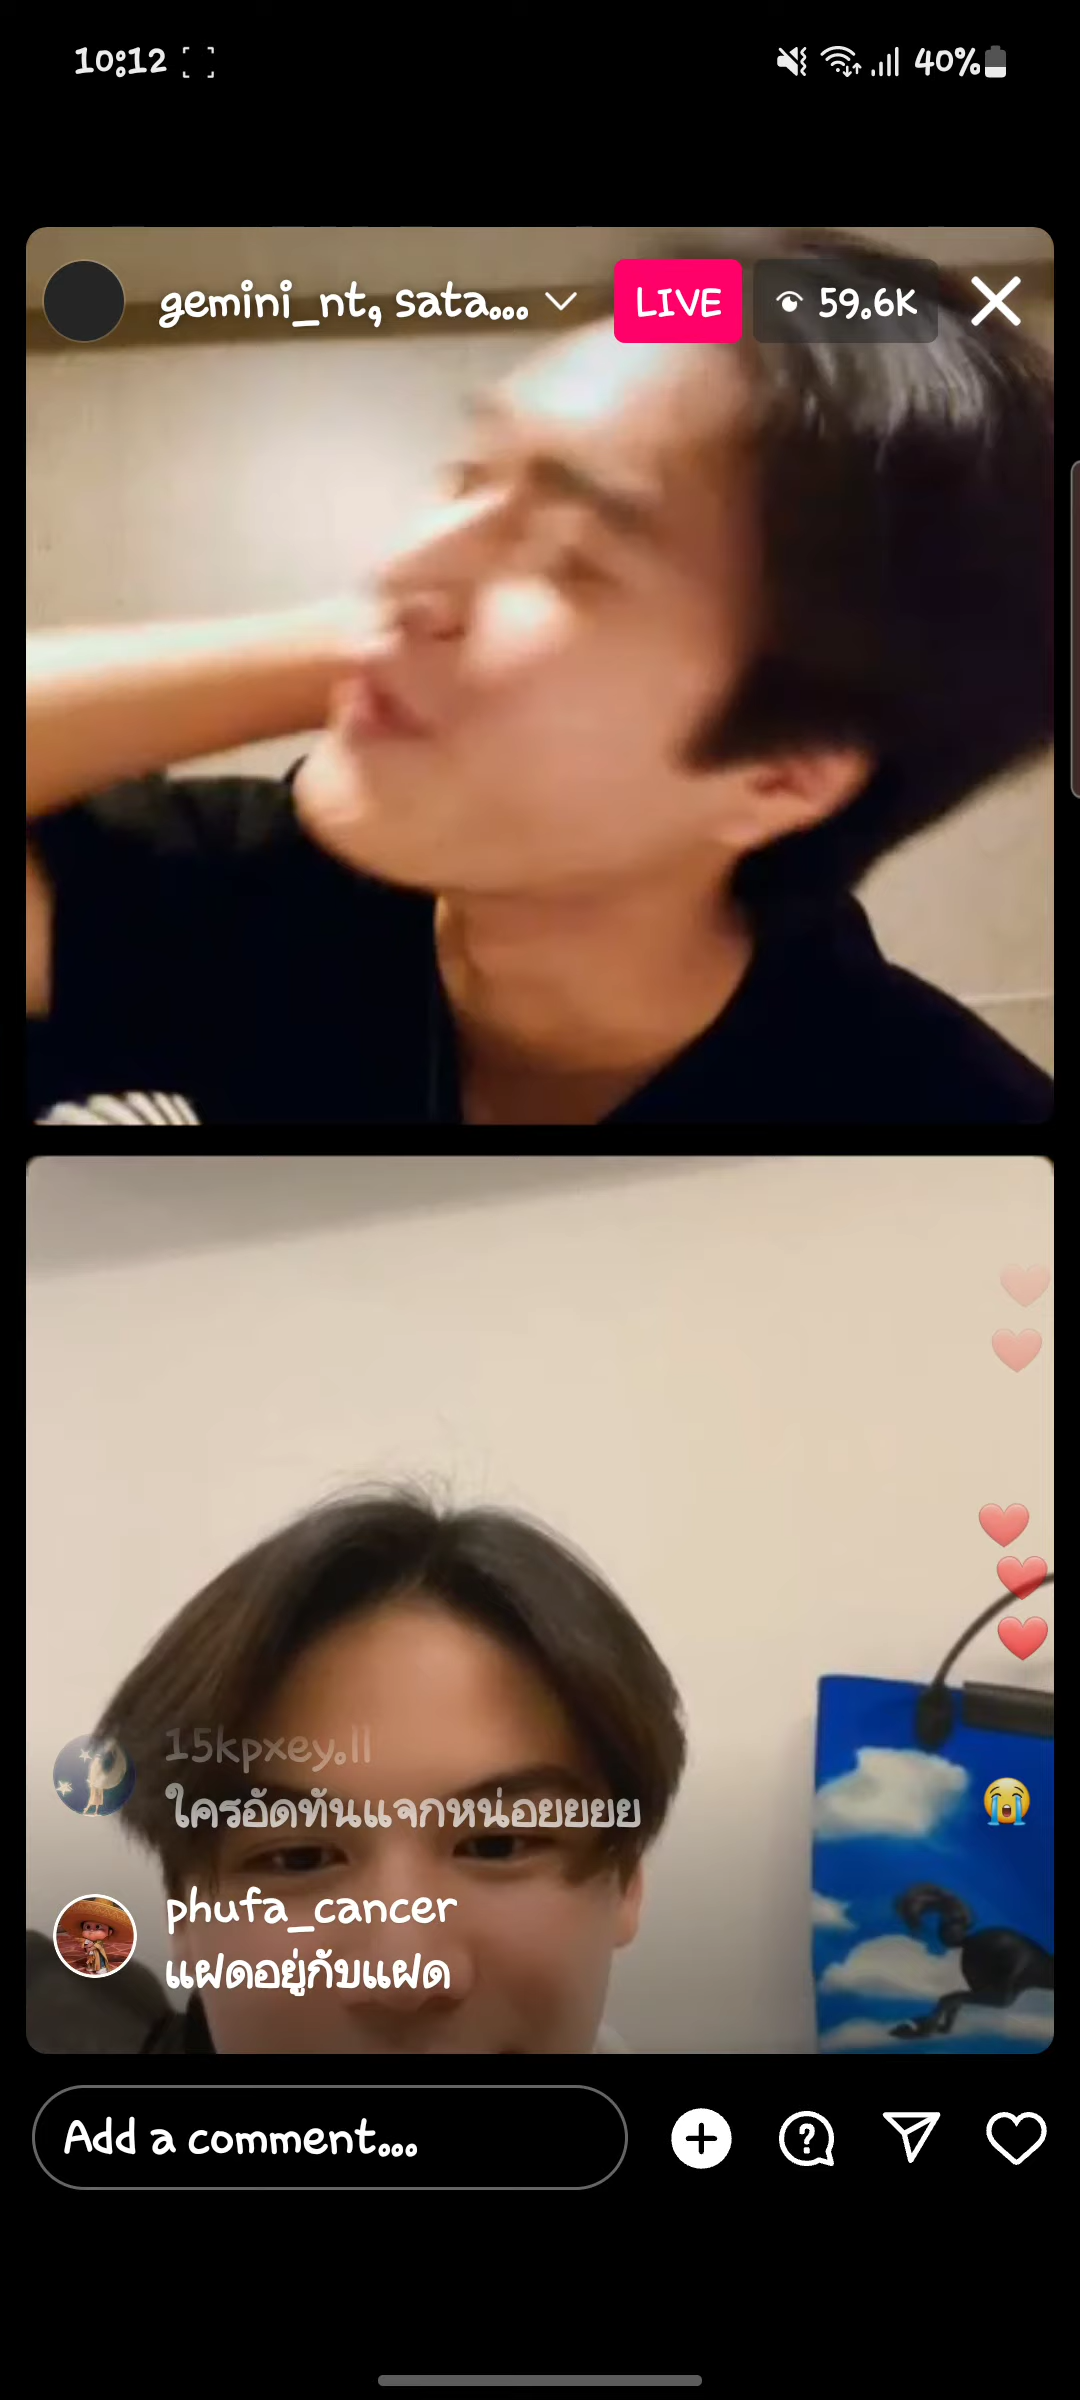 10:12
40%
gemini_nt, sata...
LIVE
59.6K
15kpxey.ll
ใครอัดทันแจกหน่อยยยย
phufa_cancer
แฝดอยู่กับแฝด
Add a comment...